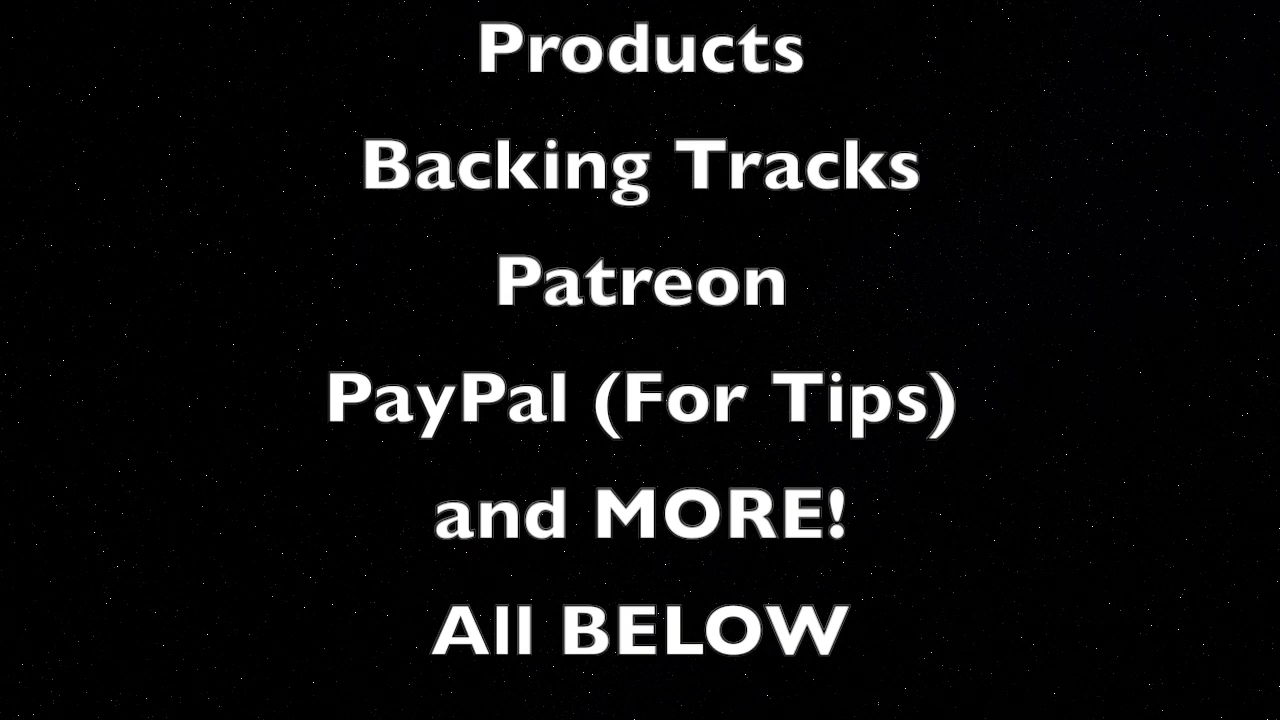 Products
Backing Tracks
Patreon
PayPal (For Tips)
and MORE!
All BELOW